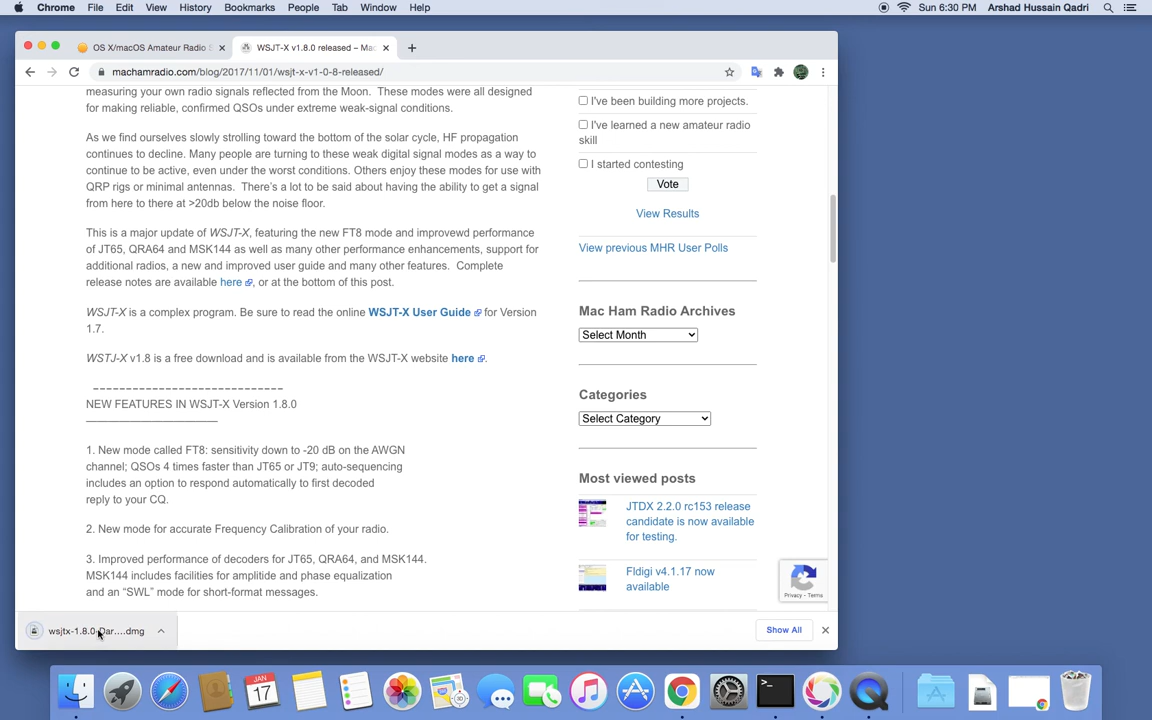 Chrome File Edit View History Bookmarks People Tab Window Help Sun 6:30 PM Arshad Hussain Qadri
OS X/macOS Amateur Radio WSJT-X v1.8.0 released – Mac
machamradio.com/blog/2017/11/01/wsjt-x-v1-0-8-released/
measuring your own radio signals reflected from the Moon. These modes were all designed
for making reliable, confirmed QSOs under extreme weak-signal conditions.
As we find ourselves slowly strolling toward the bottom of the solar cycle, HF propagation
continues to decline. Many people are turning to these weak digital signal modes as a way to
continue to be active, even under the worst conditions. Others enjoy these modes for use with
QRP rigs or minimal antennas. There's a lot to be said about having the ability to get a signal
from here to there at >20db below the noise floor.
This is a major update of WSJT-X, featuring the new FT8 mode and improvewd performance
of JT65, QRA64 and MSK144 as well as many other performance enhancements, support for
additional radios, a new and improved user guide and many other features. Complete
release notes are available here, or at the bottom of this post.
WSJT-X is a complex program. Be sure to read the online WSJT-X User Guide for Version
1.7.
WSTJ-X v1.8 is a free download and is available from the WSJT-X website here.
– – – – – – – – – – – – – – – – – – – – – – – – – – – –
NEW FEATURES IN WSJT-X Version 1.8.0
———————————————
1. New mode called FT8: sensitivity down to -20 dB on the AWGN
channel; QSOs 4 times faster than JT65 or JT9; auto-sequencing
includes an option to respond automatically to first decoded
reply to your CQ.
2. New mode for accurate Frequency Calibration of your radio.
3. Improved performance of decoders for JT65, QRA64, and MSK144.
MSK144 includes facilities for amplitide and phase equalization
and an "SWL" mode for short-format messages.
I've been building more projects.
I've learned a new amateur radio
skill
I started contesting
Vote
View Results
View previous MHR User Polls
Mac Ham Radio Archives
Select Month
Categories
Select Category
Most viewed posts
JTDX 2.2.0 rc153 release
candidate is now available
for testing.
Fldigi v4.1.17 now
available
Privacy - Terms
wsjtx-1.8.0-Dar....dmg
Show All
JAN
17